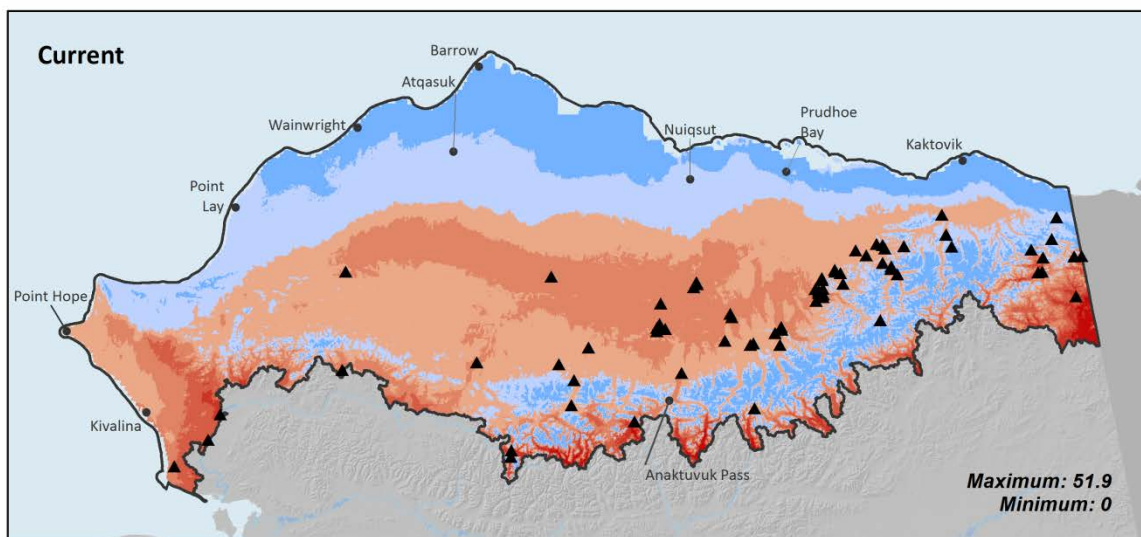 Current
Barrow
Atqasuk
Wainwright
Nuiqsut
Prudhoe
Bay
Kaktovik
Point
Lay
Point Hope
Kivalina
Anaktuvuk Pass
Maximum: 51.9
Minimum: 0